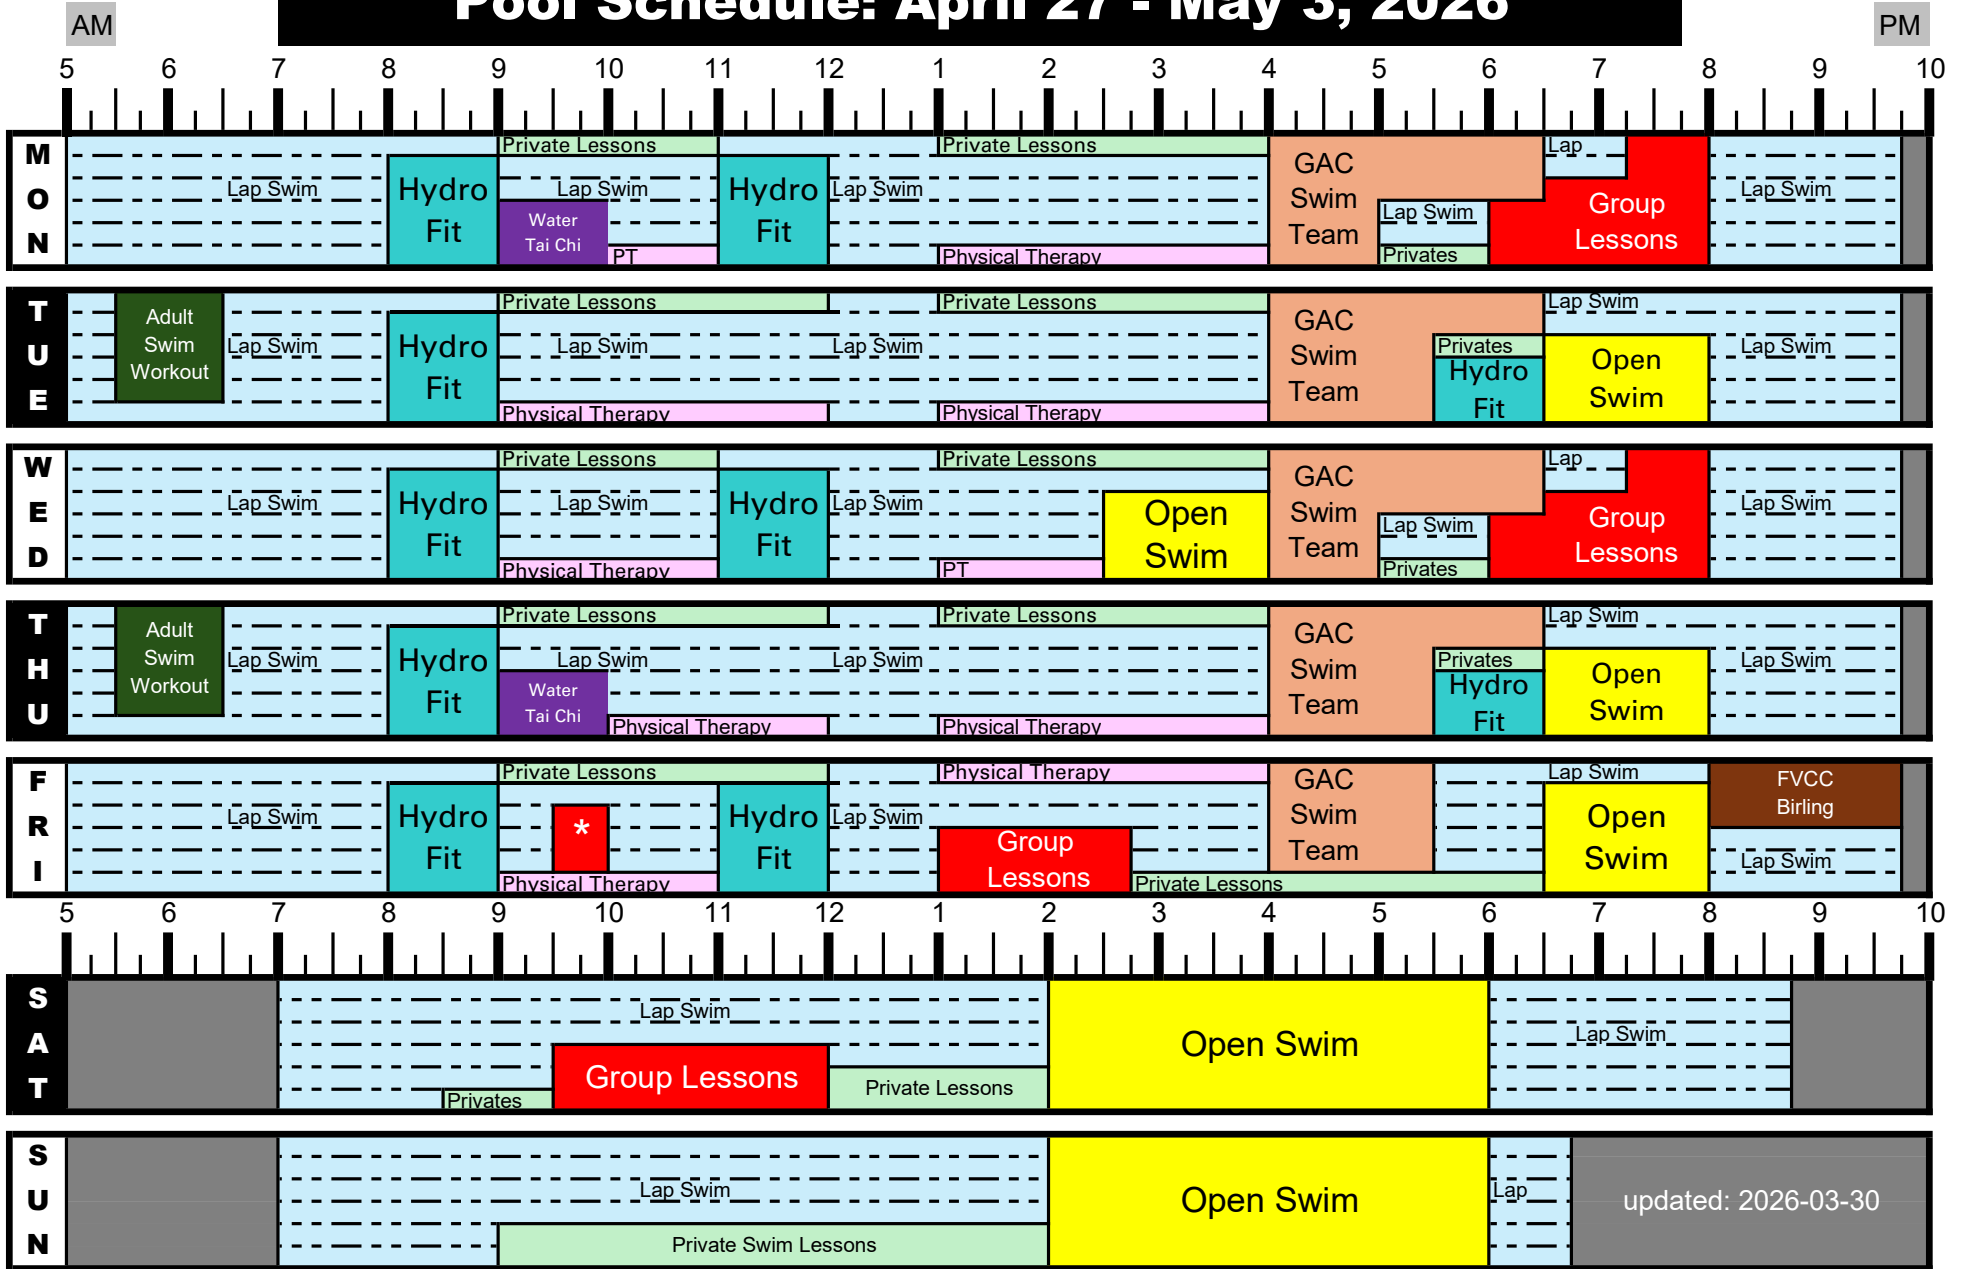 Pool Schedule: April 27 - May 3, 2026
AM
PM
5 6 7 8 9 10 11 12 1 2 3 4 5 6 7 8 9 10
MON
Private Lessons
Private Lessons
Lap Swim
Hydro
Fit
Lap Swim
Water
Tai Chi
PT
Hydro
Fit
Lap Swim
Physical Therapy
GAC
Swim
Team
Lap Swim
Privates
Lap
Group
Lessons
Lap Swim
TUE
Adult
Swim
Workout
Lap Swim
Hydro
Fit
Private Lessons
Lap Swim
Physical Therapy
Lap Swim
Private Lessons
Physical Therapy
GAC
Swim
Team
Privates
Hydro
Fit
Lap Swim
Open
Swim
Lap Swim
WED
Lap Swim
Hydro
Fit
Private Lessons
Lap Swim
Physical Therapy
Hydro
Fit
Lap Swim
Private Lessons
PT
Open
Swim
GAC
Swim
Team
Lap Swim
Privates
Lap
Group
Lessons
Lap Swim
THU
Adult
Swim
Workout
Lap Swim
Hydro
Fit
Private Lessons
Lap Swim
Water
Tai Chi
Physical Therapy
Lap Swim
Private Lessons
Physical Therapy
GAC
Swim
Team
Privates
Hydro
Fit
Lap Swim
Open
Swim
Lap Swim
FRI
Lap Swim
Hydro
Fit
Private Lessons
*
Physical Therapy
Hydro
Fit
Lap Swim
Physical Therapy
Group
Lessons
Private Lessons
GAC
Swim
Team
Lap Swim
Open
Swim
FVCC
Birling
Lap Swim
5 6 7 8 9 10 11 12 1 2 3 4 5 6 7 8 9 10
SAT
Lap Swim
Privates
Group Lessons
Private Lessons
Open Swim
Lap Swim
SUN
Lap Swim
Private Swim Lessons
Open Swim
Lap
updated: 2026-03-30